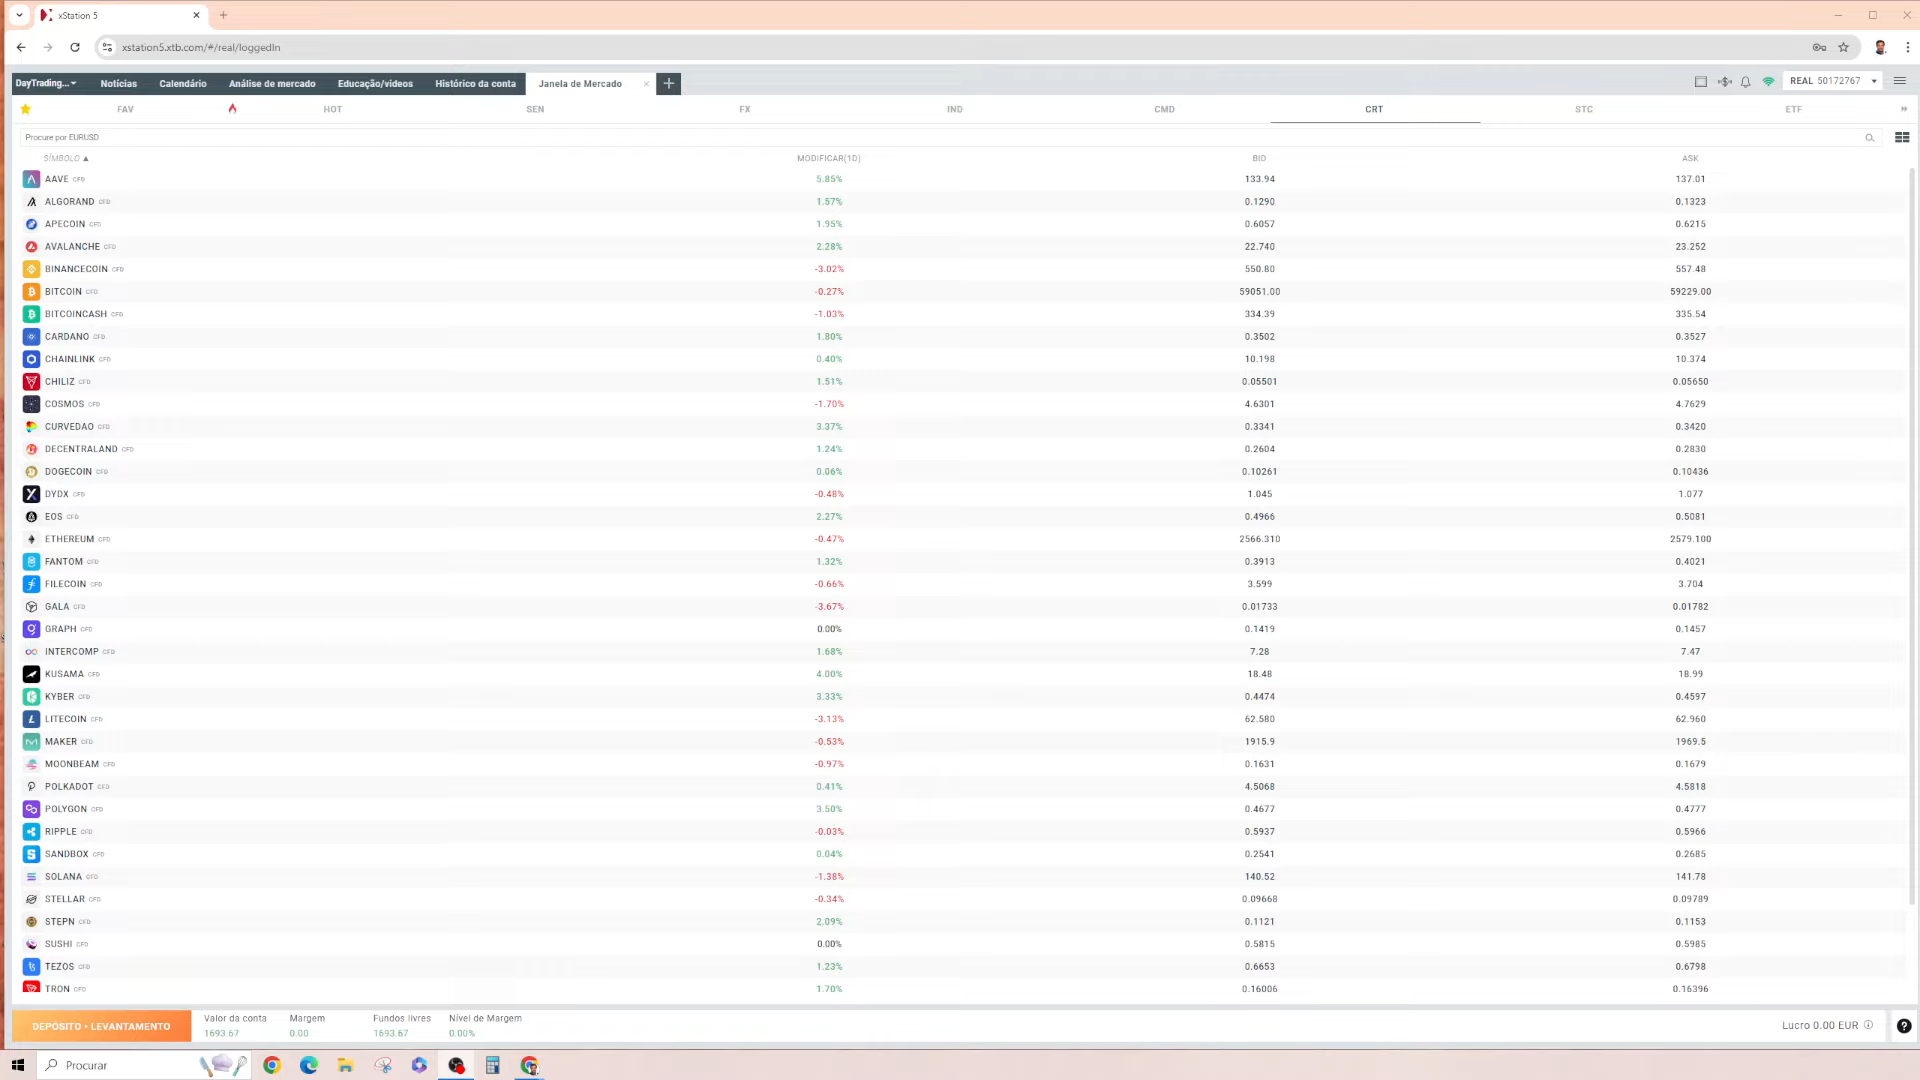 xStation 5
xstation5.xtb.com/#/real/loggedIn
DayTrading... Notícias Calendário Análise de mercado Educação/vídeos Histórico da conta Janela de Mercado REAL 50172767
FAV HOT SEN FX IND CMD CRT STC ETF
Procure por EURUSD
SÍMBOLO ▲ MODIFICAR(1D) BID ASK
AAVE CFD 5.85% 133.94 137.01
ALGORAND CFD 1.57% 0.1290 0.1323
APECOIN CFD 1.95% 0.6057 0.6215
AVALANCHE CFD 2.28% 22.740 23.252
BINANCECOIN CFD -3.02% 550.80 557.48
BITCOIN CFD -0.27% 59051.00 59229.00
BITCOINCASH CFD -1.03% 334.39 335.54
CARDANO CFD 1.80% 0.3502 0.3527
CHAINLINK CFD 0.40% 10.198 10.374
CHILIZ CFD 1.51% 0.05501 0.05650
COSMOS CFD -1.70% 4.6301 4.7629
CURVEDAO CFD 3.37% 0.3341 0.3420
DECENTRALAND CFD 1.24% 0.2604 0.2830
DOGECOIN CFD 0.06% 0.10261 0.10436
DYDX CFD -0.48% 1.045 1.077
EOS CFD 2.27% 0.4966 0.5081
ETHEREUM CFD -0.47% 2566.310 2579.100
FANTOM CFD 1.32% 0.3913 0.4021
FILECOIN CFD -0.66% 3.599 3.704
GALA CFD -3.67% 0.01733 0.01782
GRAPH CFD 0.00% 0.1419 0.1457
INTERCOMP CFD 1.68% 7.28 7.47
KUSAMA CFD 4.00% 18.48 18.99
KYBER CFD 3.33% 0.4474 0.4597
LITECOIN CFD -3.13% 62.580 62.960
MAKER CFD -0.53% 1915.9 1969.5
MOONBEAM CFD -0.97% 0.1631 0.1679
POLKADOT CFD 0.41% 4.5068 4.5818
POLYGON CFD 3.50% 0.4677 0.4777
RIPPLE CFD -0.03% 0.5937 0.5966
SANDBOX CFD 0.04% 0.2541 0.2685
SOLANA CFD -1.38% 140.52 141.78
STELLAR CFD -0.34% 0.09668 0.09789
STEPN CFD 2.09% 0.1121 0.1153
SUSHI CFD 0.00% 0.5815 0.5985
TEZOS CFD 1.23% 0.6653 0.6798
TRON CFD 1.70% 0.16006 0.16396
DEPÓSITO • LEVANTAMENTO
Valor da conta Margem Fundos livres Nível de Margem
1693.67 0.00 1693.67 0.00%
Lucro 0.00 EUR
Procurar